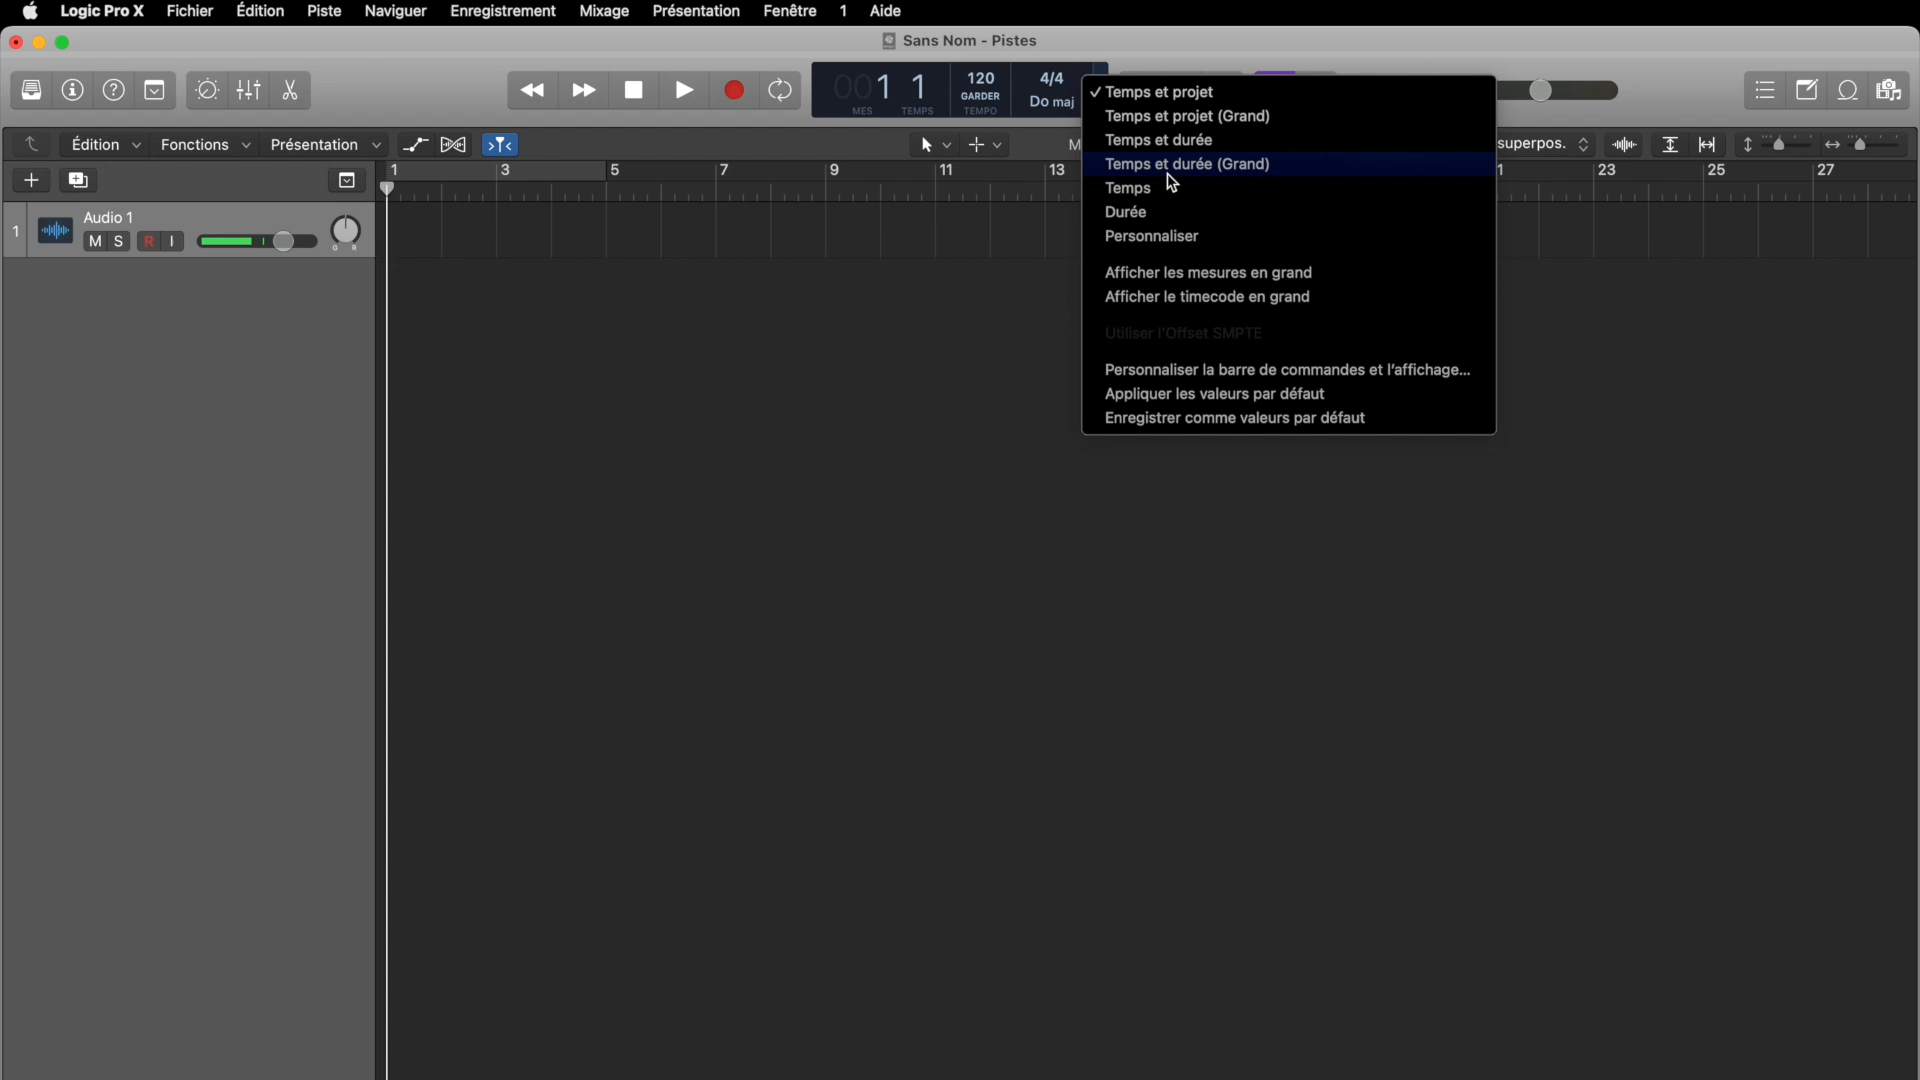 Logic Pro X Fichier Édition Piste Naviguer Enregistrement Mixage Présentation Fenêtre 1 Aide
Sans Nom - Pistes
001 1
MES TEMPS
120
GARDER
TEMPO
4/4
Do maj
✓ Temps et projet
Temps et projet (Grand)
Temps et durée
Temps et durée (Grand)
Temps
Durée
Personnaliser
Afficher les mesures en grand
Afficher le timecode en grand
Utiliser l'Offset SMPTE
Personnaliser la barre de commandes et l'affichage...
Appliquer les valeurs par défaut
Enregistrer comme valeurs par défaut
Édition Fonctions Présentation
M
superpos.
1 3 5 7 9 11 13 1 23 25 27
1
Audio 1
M S R I
G R